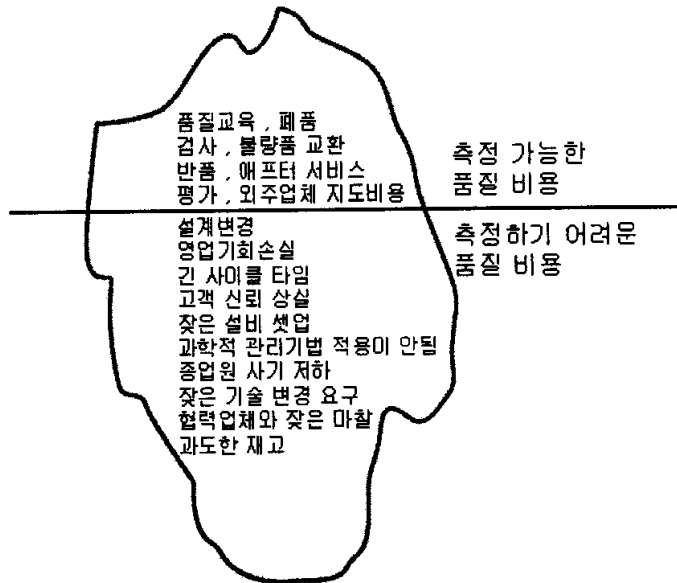 품질교육 , 폐품
검사 , 불량품 교환
반품 , 애프터 서비스
평가 , 외주업체 지도비용
측정 가능한
품질 비용
설계변경
영업기회손실
긴 사이클 타임
고객 신뢰 상실
잦은 설비 셋업
과학적 관리기법 적용이 안됨
종업원 사기 저하
잦은 기술 변경 요구
협력업체와 잦은 마찰
과도한 재고
측정하기 어려운
품질 비용